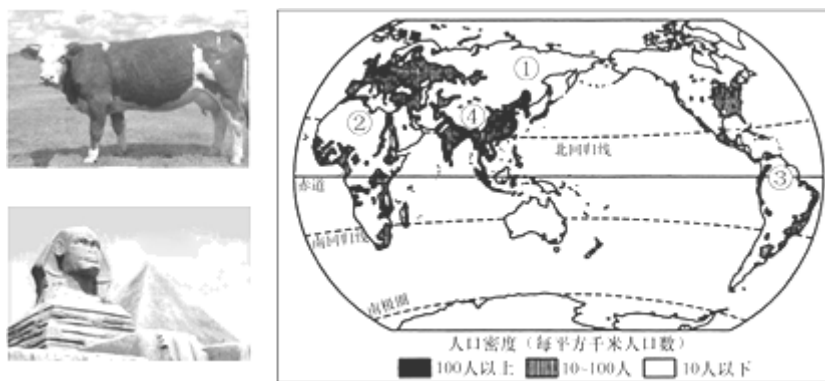 ①
②
④
北回归线
③
赤道
南回归线
南极圈
人口密度（每平方千米人口数）
100人以上 10~100人 10人以下